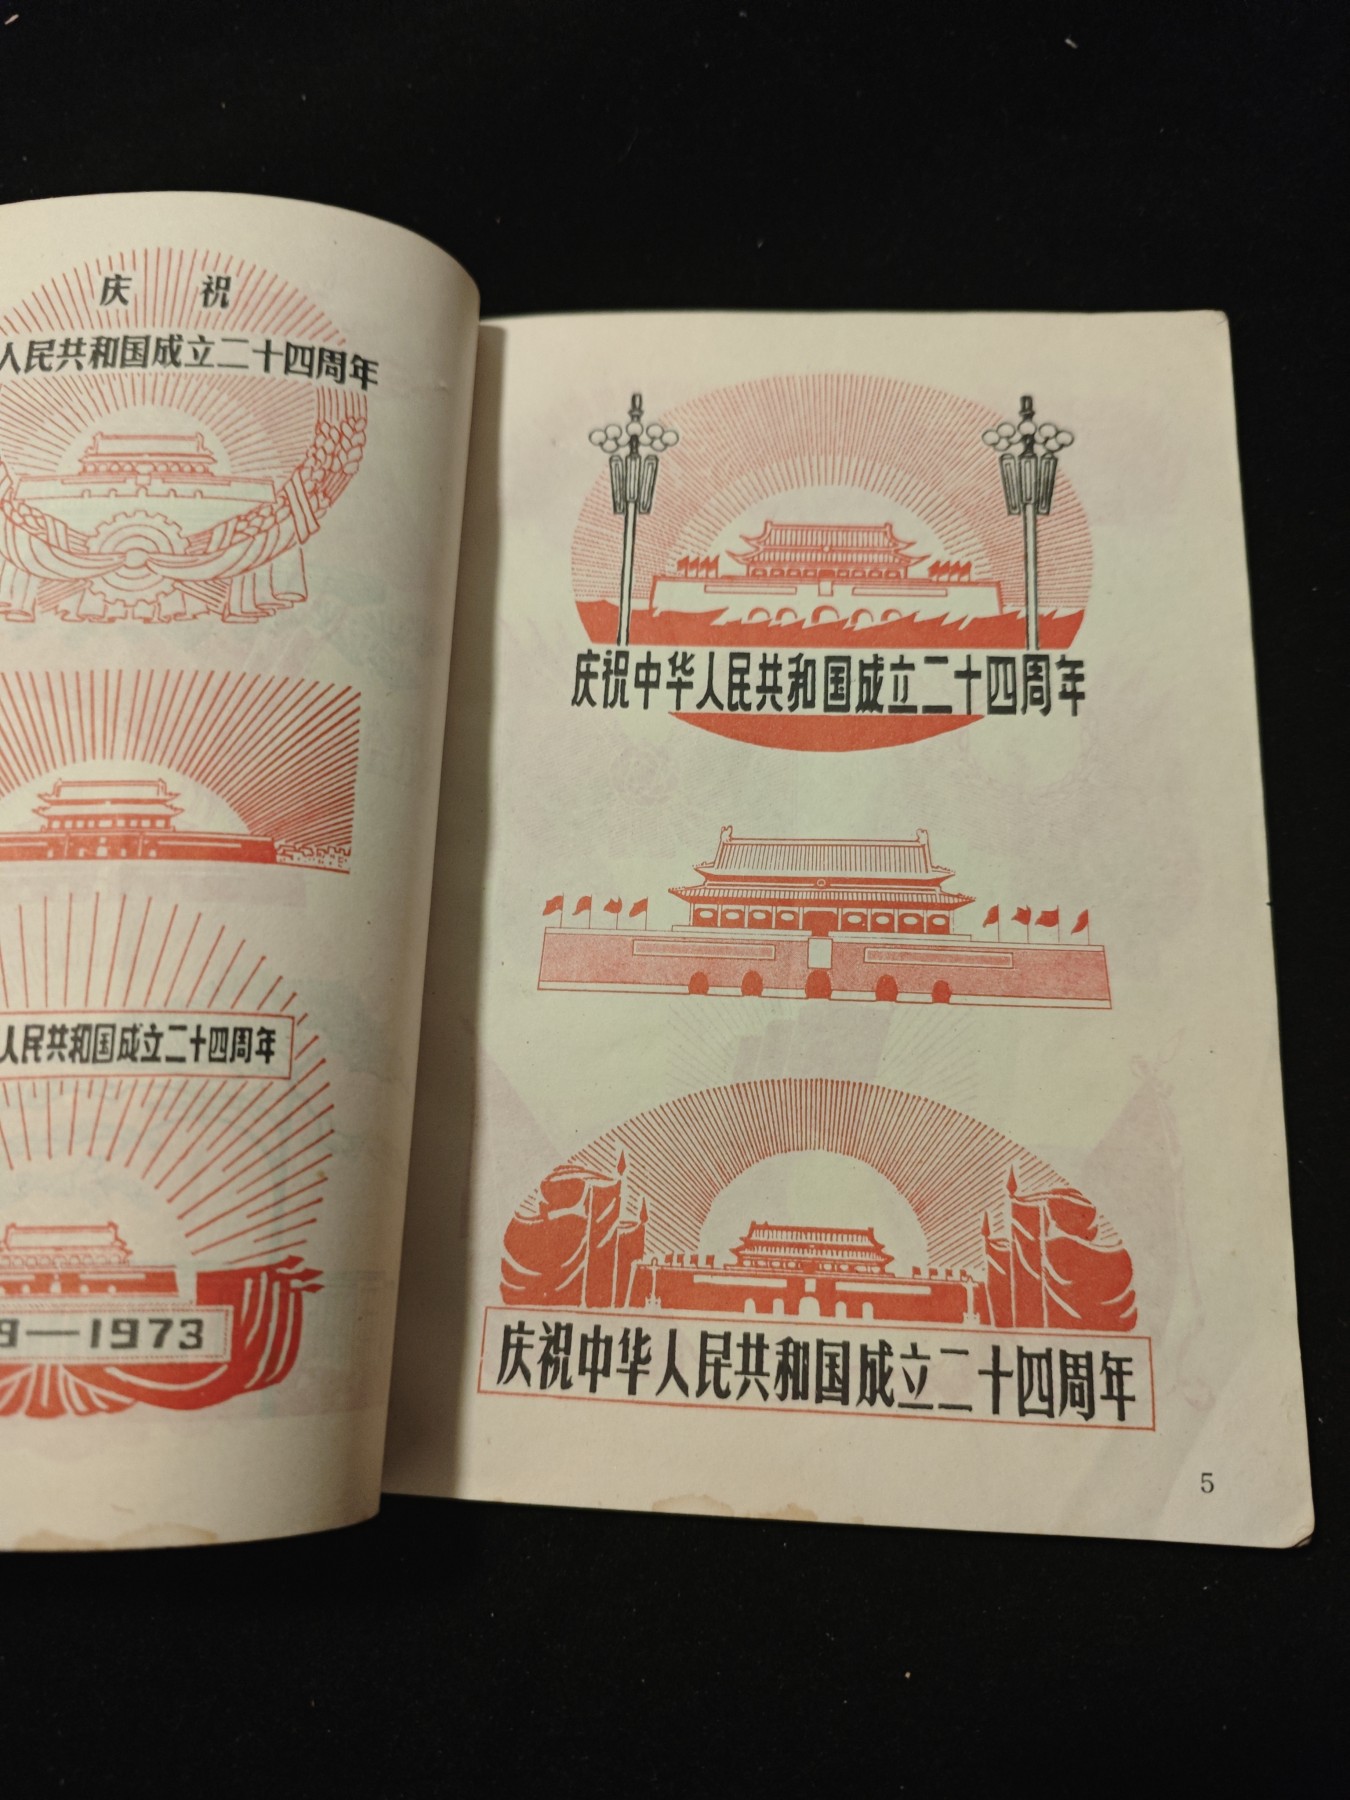 庆 祝
人民共和国成立二十四周年
人民共和国成立二十四周年
9—1973
庆祝中华人民共和国成立二十四周年
庆祝中华人民共和国成立二十四周年
5